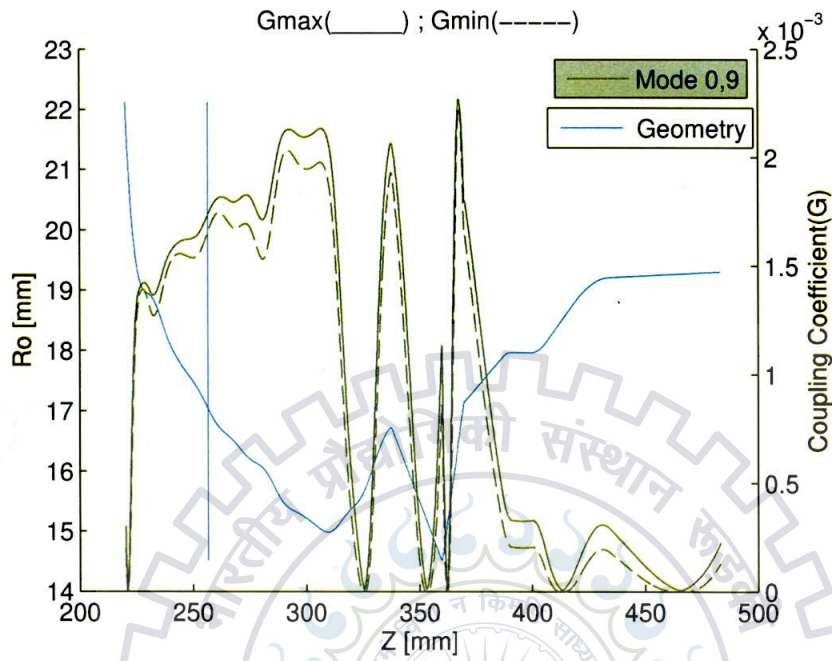 Gmax(_____) ; Gmin(-----)
x 10⁻³
23
22
21
20
19
18
17
16
15
14
Ro [mm]
Mode 0,9
Geometry
2.5
2
1.5
1
0.5
0
Coupling Coefficient(G)
200
250
300
350
400
450
500
Z [mm]
भारतीय प्रौद्योगिकी संस्थान